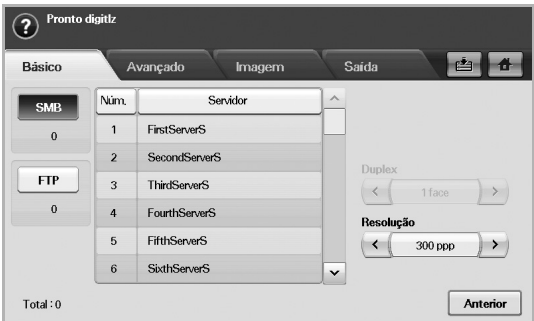 Pronto digitlz
Básico
Avançado
Imagem
Saída
SMB
0
FTP
0
Núm. Servidor
1 FirstServerS
2 SecondServerS
3 ThirdServerS
4 FourthServerS
5 FifthServerS
6 SixthServerS
Duplex
1 face
Resolução
300 ppp
Total : 0
Anterior